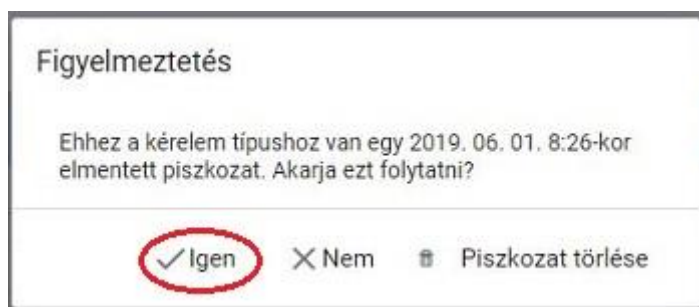 Figyelmeztetés
Ehhez a kérelem típushoz van egy 2019. 06. 01. 8:26-kor
elmentett piszkozat. Akarja ezt folytatni?
Igen Nem Piszkozat törlése